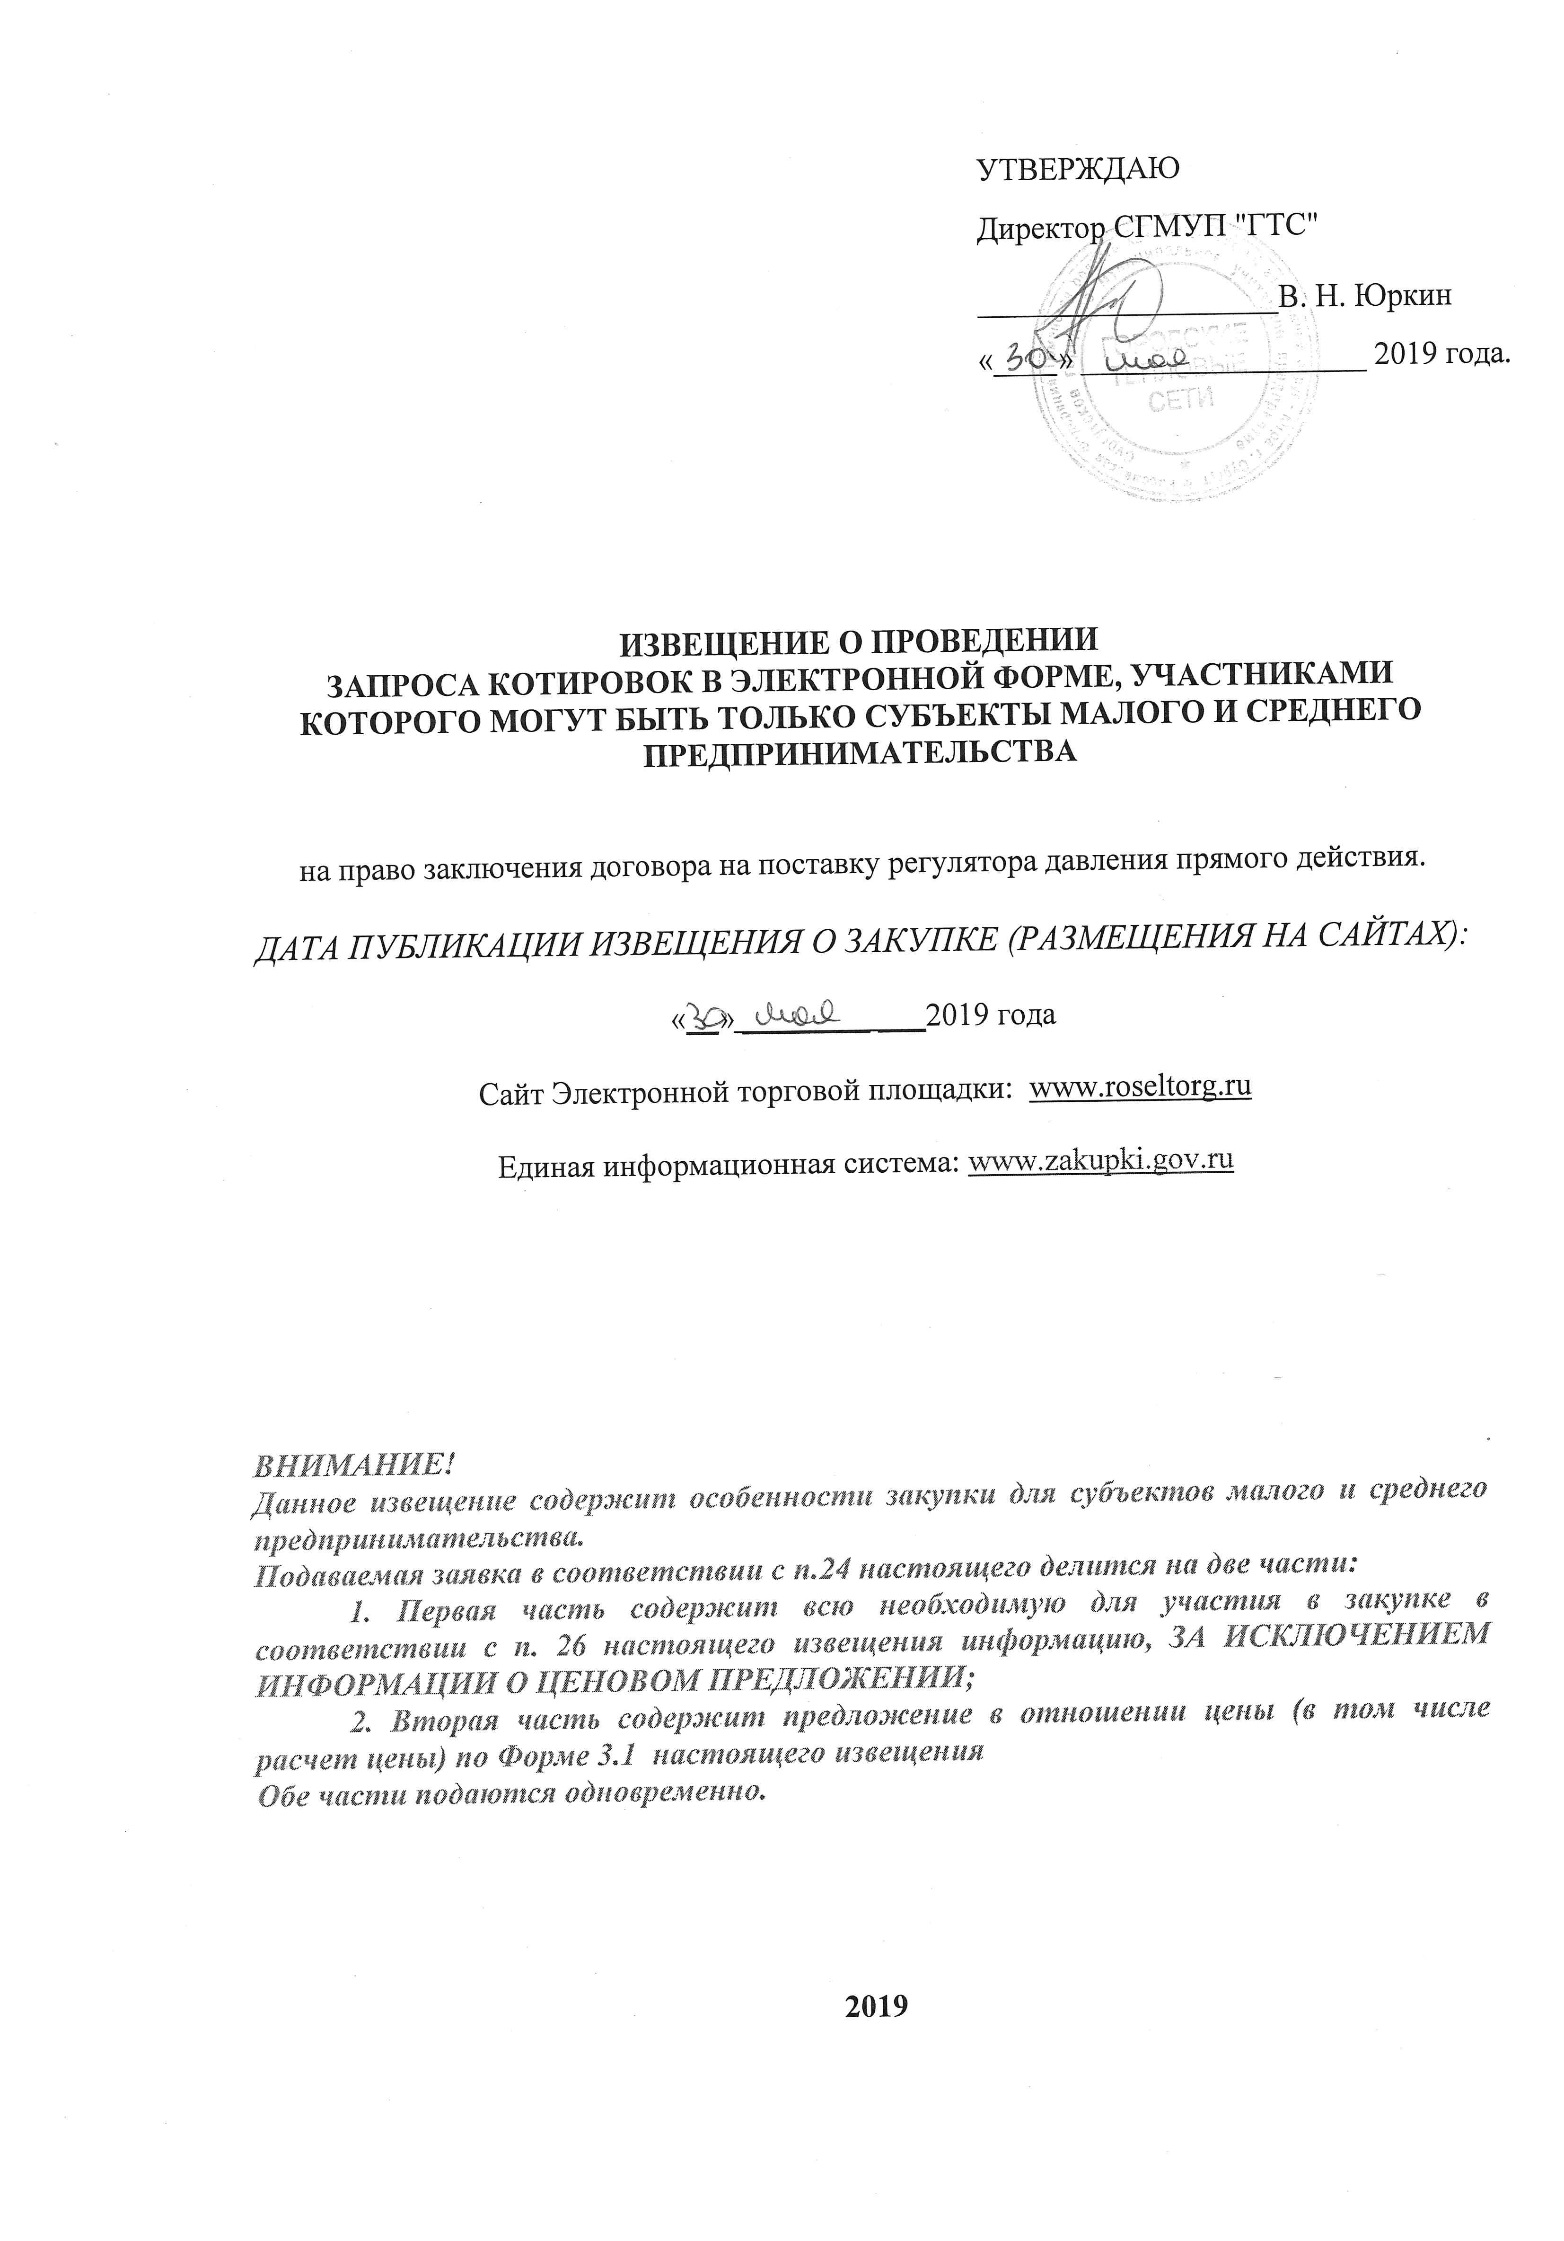 УТВЕРЖДАЮ
Директор СГМУП "ГТС"
В. Н. Юркин
«30» мая 2019 года.
ГОРОДСКИЕ
ТЕПЛОВЫЕ
СЕТИ
ИЗВЕЩЕНИЕ О ПРОВЕДЕНИИ
ЗАПРОСА КОТИРОВОК В ЭЛЕКТРОННОЙ ФОРМЕ, УЧАСТНИКАМИ
КОТОРОГО МОГУТ БЫТЬ ТОЛЬКО СУБЪЕКТЫ МАЛОГО И СРЕДНЕГО
ПРЕДПРИНИМАТЕЛЬСТВА
на право заключения договора на поставку регулятора давления прямого действия.
ДАТА ПУБЛИКАЦИИ ИЗВЕЩЕНИЯ О ЗАКУПКЕ (РАЗМЕЩЕНИЯ НА САЙТАХ):
«30» мая 2019 года
Сайт Электронной торговой площадки: www.roseltorg.ru
Единая информационная система: www.zakupki.gov.ru
ВНИМАНИЕ!
Данное извещение содержит особенности закупки для субъектов малого и среднего
предпринимательства.
Подаваемая заявка в соответствии с п.24 настоящего делится на две части:
1. Первая часть содержит всю необходимую для участия в закупке в
соответствии с п. 26 настоящего извещения информацию, ЗА ИСКЛЮЧЕНИЕМ
ИНФОРМАЦИИ О ЦЕНОВОМ ПРЕДЛОЖЕНИИ;
2. Вторая часть содержит предложение в отношении цены (в том числе
расчет цены) по Форме 3.1 настоящего извещения
Обе части подаются одновременно.
2019